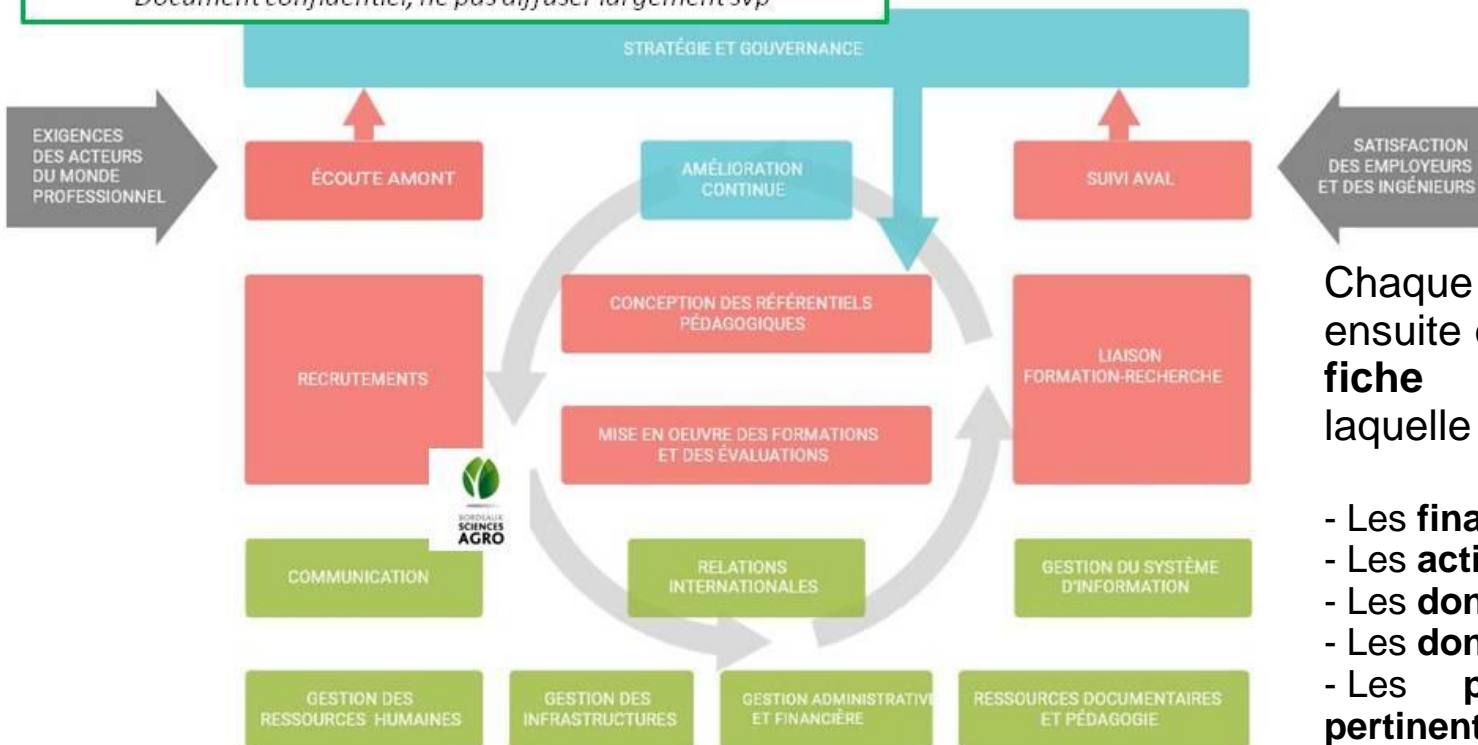 Document confidentiel, ne pas diffuser largement svp
STRATÉGIE ET GOUVERNANCE
EXIGENCES
DES ACTEURS
DU MONDE
PROFESSIONNEL
ÉCOUTE AMONT
AMÉLIORATION
CONTINUE
SUIVI AVAL
SATISFACTION
DES EMPLOYEURS
ET DES INGÉNIEURS
RECRUTEMENTS
CONCEPTION DES RÉFÉRENTIELS
PÉDAGOGIQUES
MISE EN OEUVRE DES FORMATIONS
ET DES ÉVALUATIONS
LIAISON
FORMATION-RECHERCHE
BORDEAUX
SCIENCES
AGRO
COMMUNICATION
RELATIONS
INTERNATIONALES
GESTION DU SYSTÈME
D'INFORMATION
GESTION DES
RESSOURCES HUMAINES
GESTION DES
INFRASTRUCTURES
GESTION ADMINISTRATIVE
ET FINANCIÈRE
RESSOURCES DOCUMENTAIRES
ET PÉDAGOGIE
Chaque
ensuite
fiche
laquelle
- Les
- Les
- Les
- Les
- Les